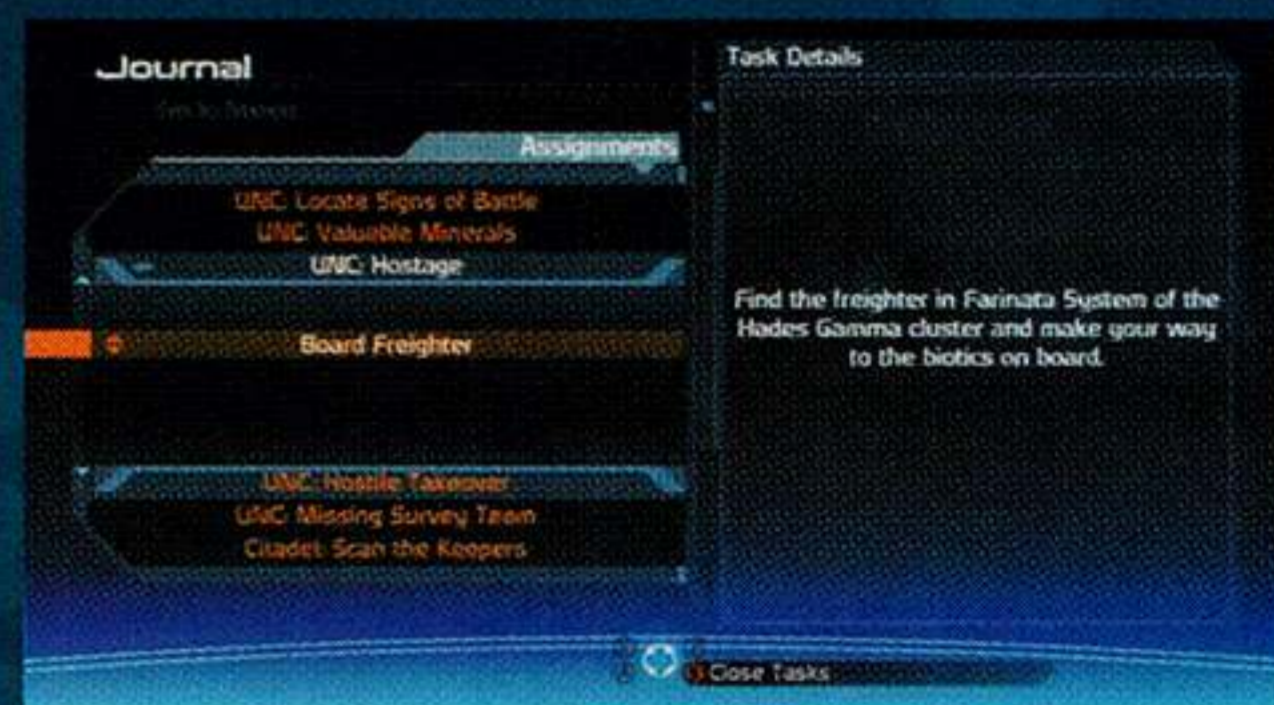 Journal
Assignments
UNC: Locate Signs of Battle
UNC: Valuable Minerals
UNC: Hostage
Board Freighter
UNC: Hostile Takeover
UNC: Missing Survey Team
Citadel: Scan the Keepers
Task Details
Find the freighter in Farinata System of the
Hades Gamma cluster and make your way
to the biotics on board.
Close Tasks